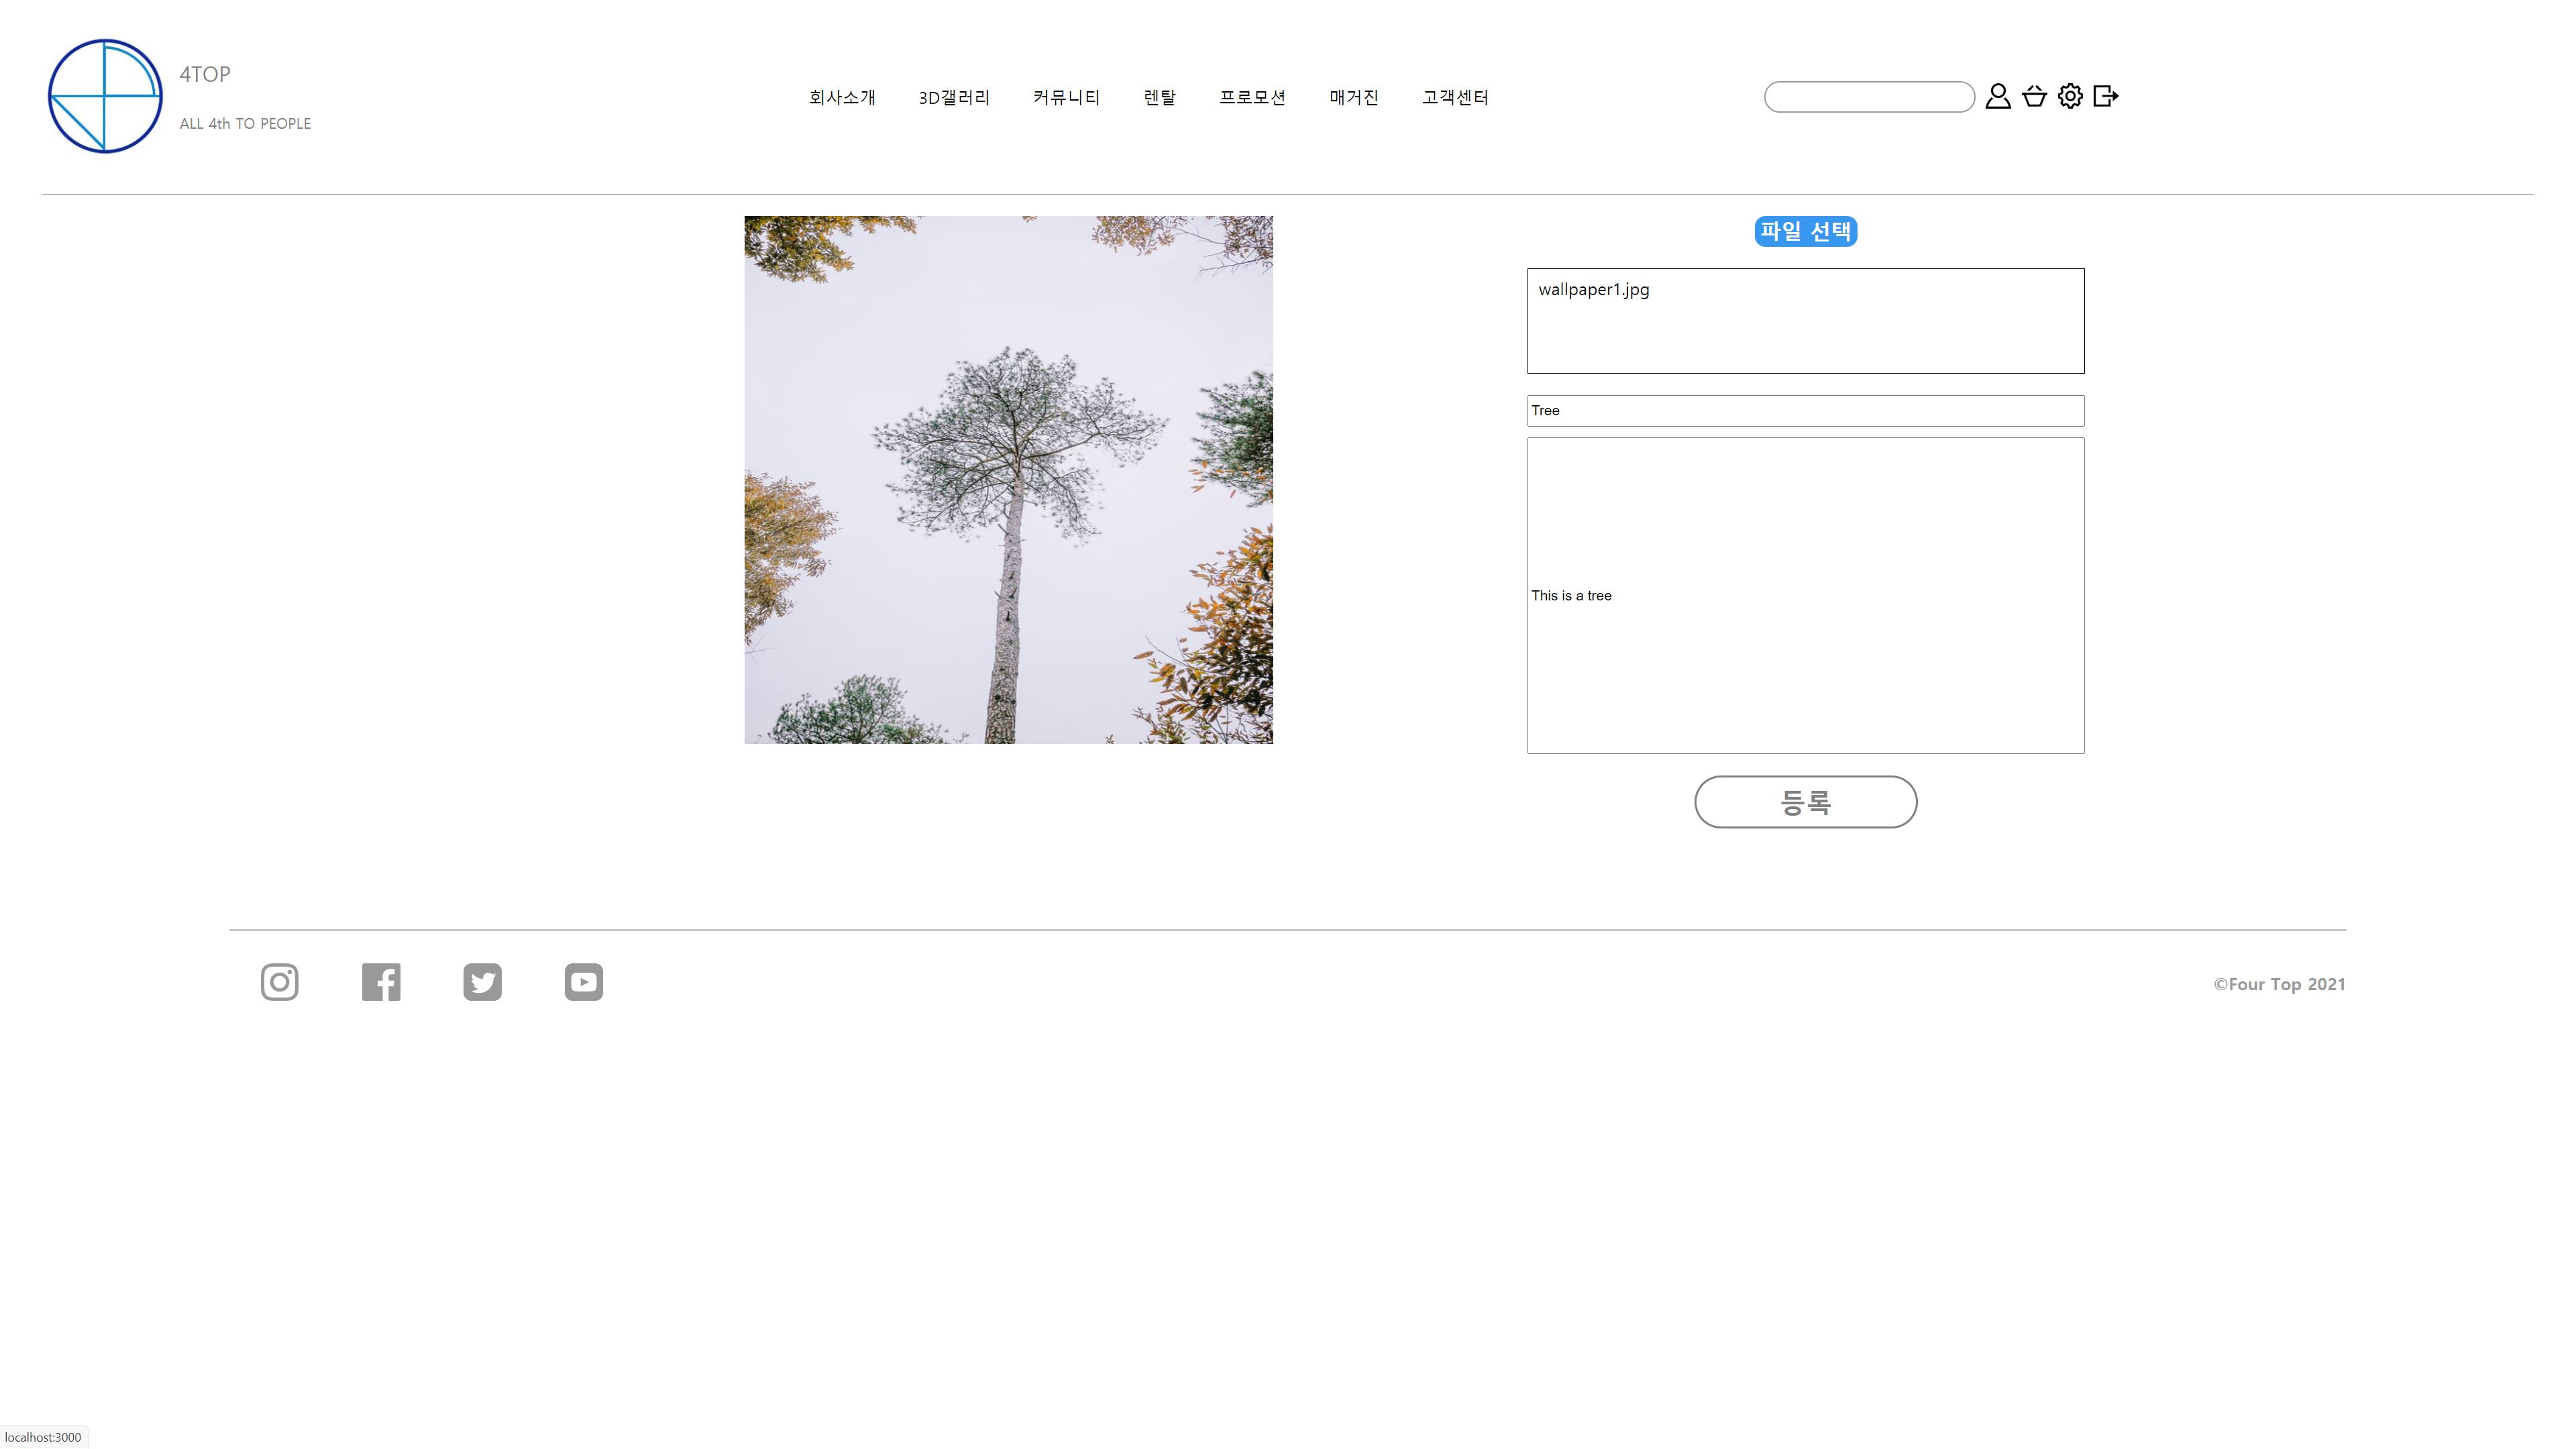 4TOP
ALL 4th TO PEOPLE
회사소개 3D갤러리 커뮤니티 렌탈 프로모션 매거진 고객센터
파일 선택
wallpaper1.jpg
Tree
This is a tree
등록
©Four Top 2021
localhost:3000